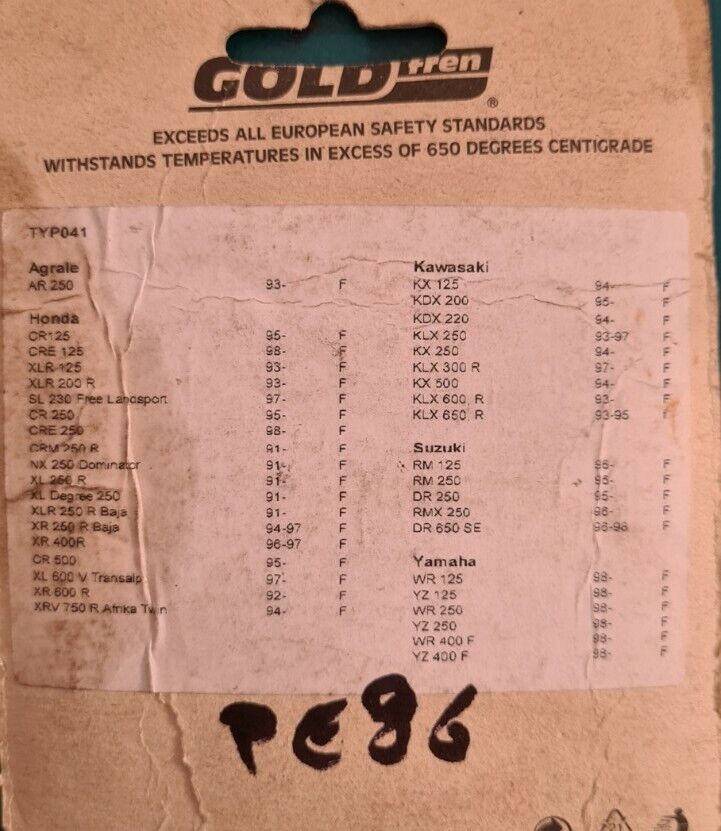 GOLDfren®
EXCEEDS ALL EUROPEAN SAFETY STANDARDS
WITHSTANDS TEMPERATURES IN EXCESS OF 650 DEGREES CENTIGRADE
TYP041
Agrale
AR 250 93- F
Honda
CR125 95- F
CRE 125 98- F
XLR 125 93- F
XLR 200 R 93- F
SL 230 Free Landsport 97- F
CR 250 95- F
CRE 250 98- F
CRM 250 R 91- F
NX 250 Dominator 91- F
XL 250 R 91- F
XL Degree 250 91- F
XLR 250 R Baja 91- F
XR 250 R Baja 94-97 F
XR 400R 96-97 F
CR 500 95- F
XL 600 V Transalp 97- F
XR 600 R 92- F
XRV 750 R Afrika Twin 94- F
Kawasaki
KX 125 94- F
KDX 200 95- F
KDX 220 94- F
KLX 250 93-97 F
KX 250 94- F
KLX 300 R 97- F
KX 500 94- F
KLX 600, R 93- F
KLX 650, R 93-95 F
Suzuki
RM 125 96- F
RM 250 96- F
DR 250 95- F
RMX 250 96- F
DR 650 SE 96-98 F
Yamaha
WR 125 98- F
YZ 125 98- F
WR 250 98- F
YZ 250 98- F
WR 400 F 98- F
YZ 400 F 98- F
PE86